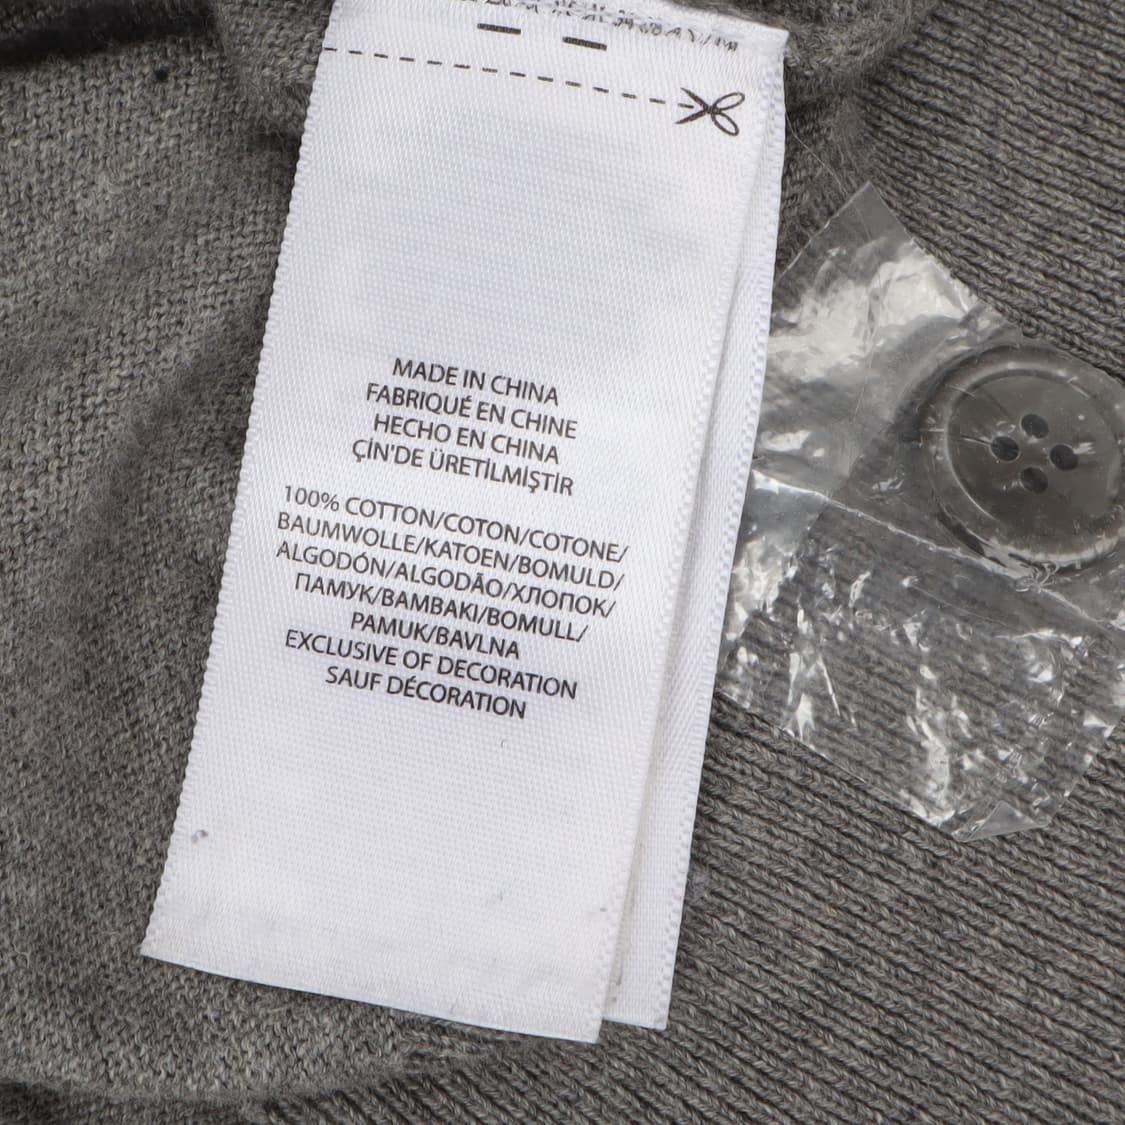 MADE IN CHINA
FABRIQUÉ EN CHINE
HECHO EN CHINA
ÇİN'DE ÜRETİLMİŞTİR
100% COTTON/COTON/COTONE/
BAUMWOLLE/KATOEN/BOMULD/
ALGODÓN/ALGODÃO/ХЛОПОК/
ПАМУК/BAMBAKI/BOMULL/
PAMUK/BAVLNA
EXCLUSIVE OF DECORATION
SAUF DÉCORATION